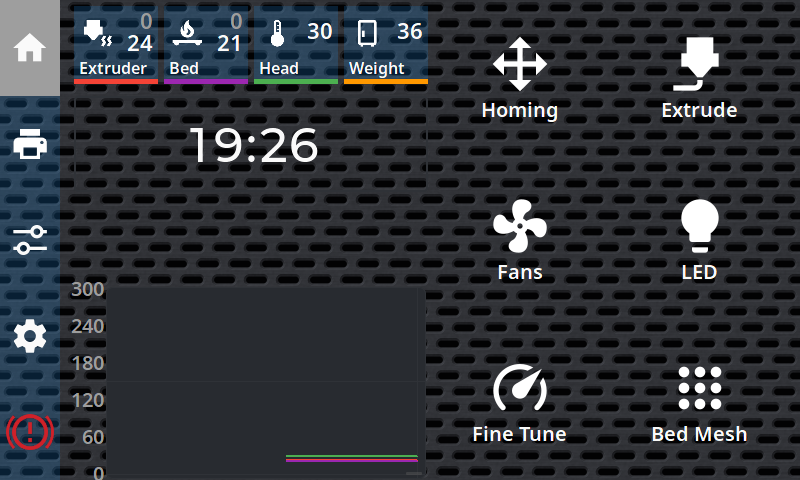 0 0
24 21 30 36
Extruder Bed Head Weight
19:26
Homing Extrude
Fans LED
Fine Tune Bed Mesh
300
240
180
120
60
0